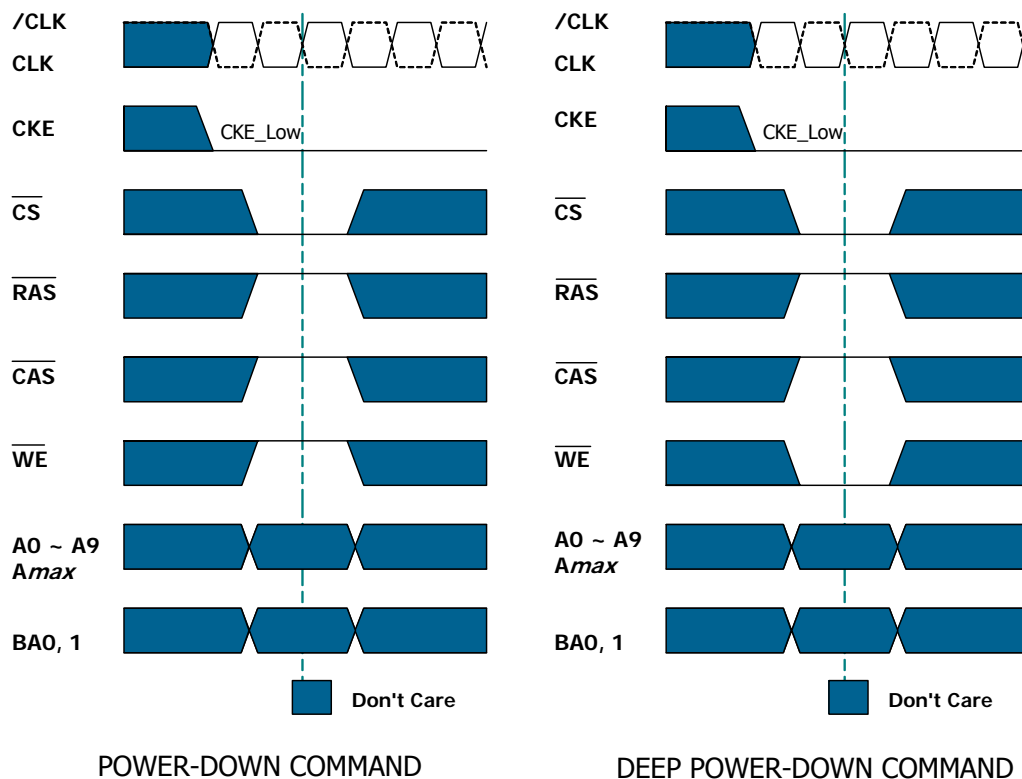 /CLK
CLK
CKE
CKE_Low
CS
RAS
CAS
WE
A0 ~ A9
Amax
BA0, 1
Don't Care
POWER-DOWN COMMAND
/CLK
CLK
CKE
CKE_Low
CS
RAS
CAS
WE
A0 ~ A9
Amax
BA0, 1
Don't Care
DEEP POWER-DOWN COMMAND